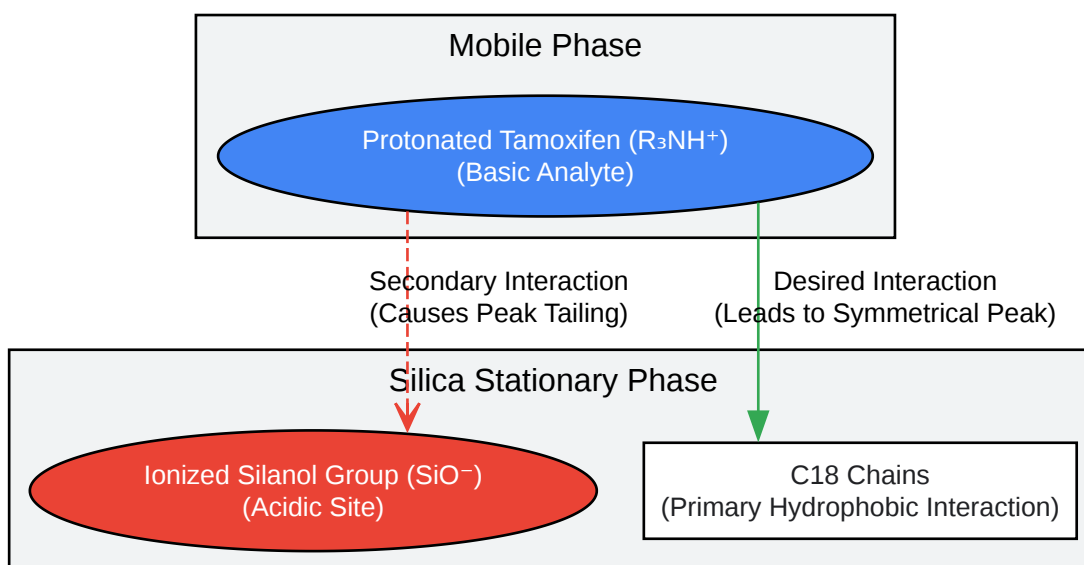 Mobile Phase
Protonated Tamoxifen (R₃NH⁺)
(Basic Analyte)
Secondary Interaction
(Causes Peak Tailing)
Desired Interaction
(Leads to Symmetrical Peak)
Silica Stationary Phase
Ionized Silanol Group (SiO⁻)
(Acidic Site)
C18 Chains
(Primary Hydrophobic Interaction)